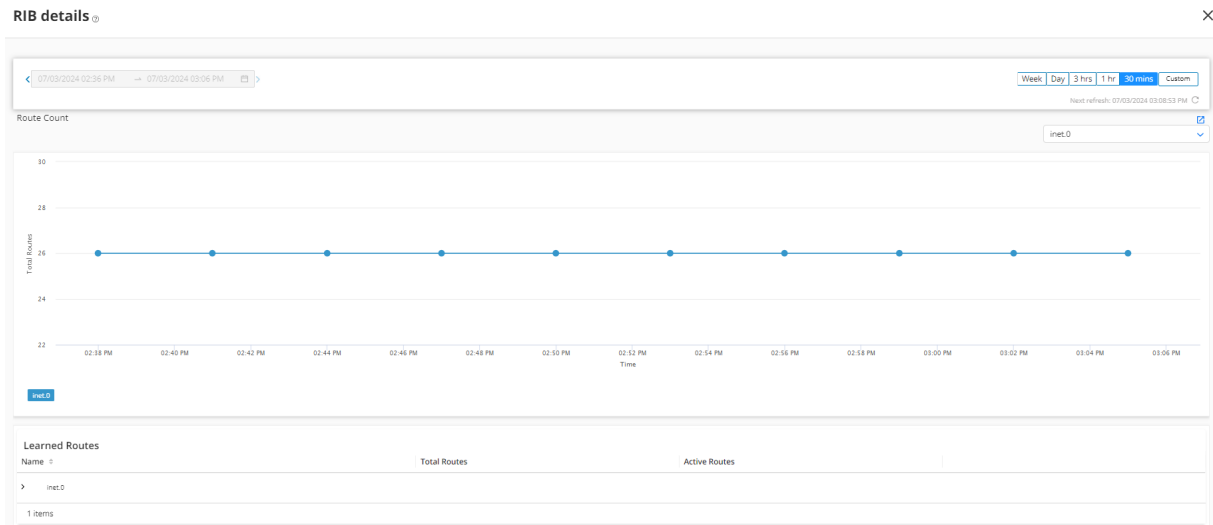 RIB details
07/03/2024 02:36 PM → 07/03/2024 03:06 PM
Week Day 3 hrs 1 hr 30 mins Custom
Next refresh: 07/03/2024 03:08:53 PM
Route Count
inet.0
30
28
26
24
22
Total Routes
02:38 PM 02:40 PM 02:42 PM 02:44 PM 02:46 PM 02:48 PM 02:50 PM 02:52 PM 02:54 PM 02:56 PM 02:58 PM 03:00 PM 03:02 PM 03:04 PM 03:06 PM
Time
inet.0
Learned Routes
Name Total Routes Active Routes
inet.0
1 items